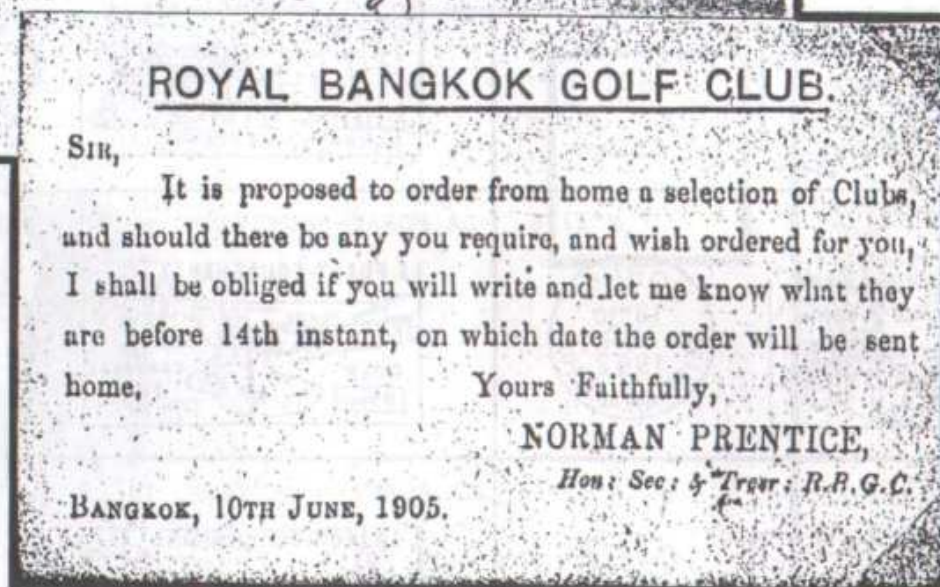 ROYAL BANGKOK GOLF CLUB.
SIR,
It is proposed to order from home a selection of Clubs,
and should there be any you require, and wish ordered for you,
I shall be obliged if you will write and let me know what they
are before 14th instant, on which date the order will be sent
home, Yours Faithfully,
NORMAN PRENTICE,
Hon: Sec: & Trear: R.B.G.C.
BANGKOK, 10TH JUNE, 1905.